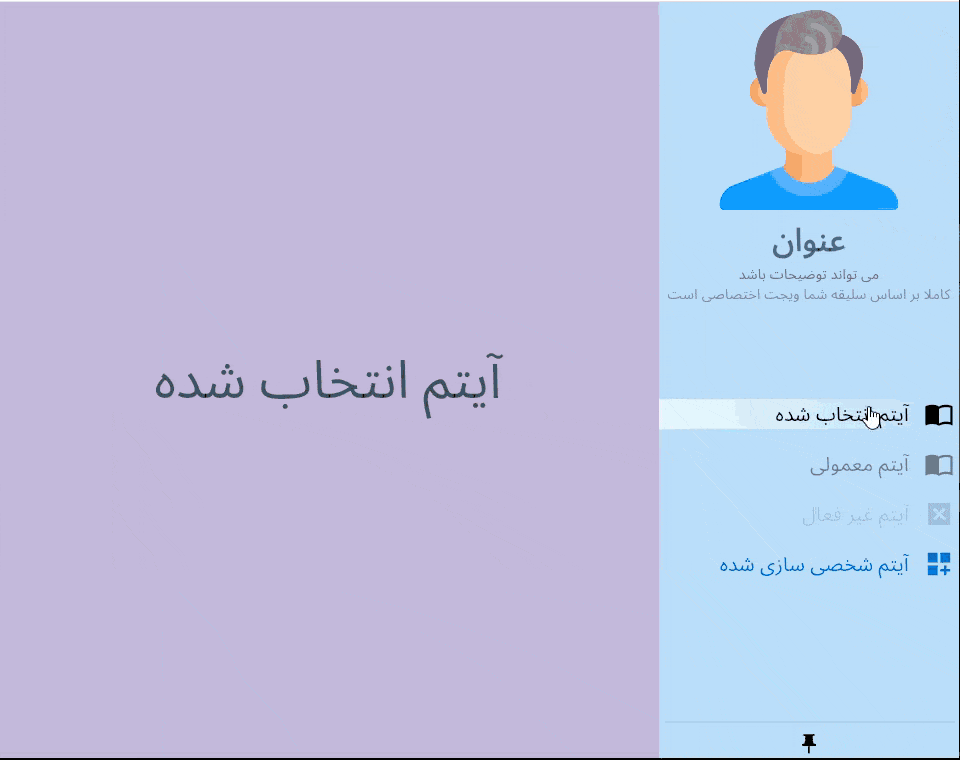 عنوان
می تواند توضیحات باشد
کاملا بر اساس سلیقه شما ویجت اختصاصی است
آیتم انتخاب شده
آیتم معمولی
آیتم غیر فعال
آیتم شخصی سازی شده
آیتم انتخاب شده